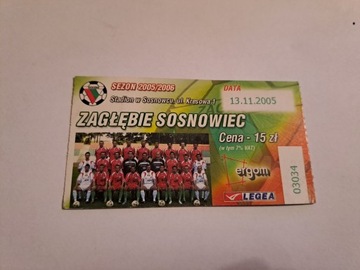 SEZON 2005/2006
Stadion w Sosnowcu, ul. Kresowa 1
DATA
13.11.2005
ZAGŁĘBIE SOSNOWIEC
Cena - 15 zł
(w tym 7% VAT)
ergom
LEGEA
03034